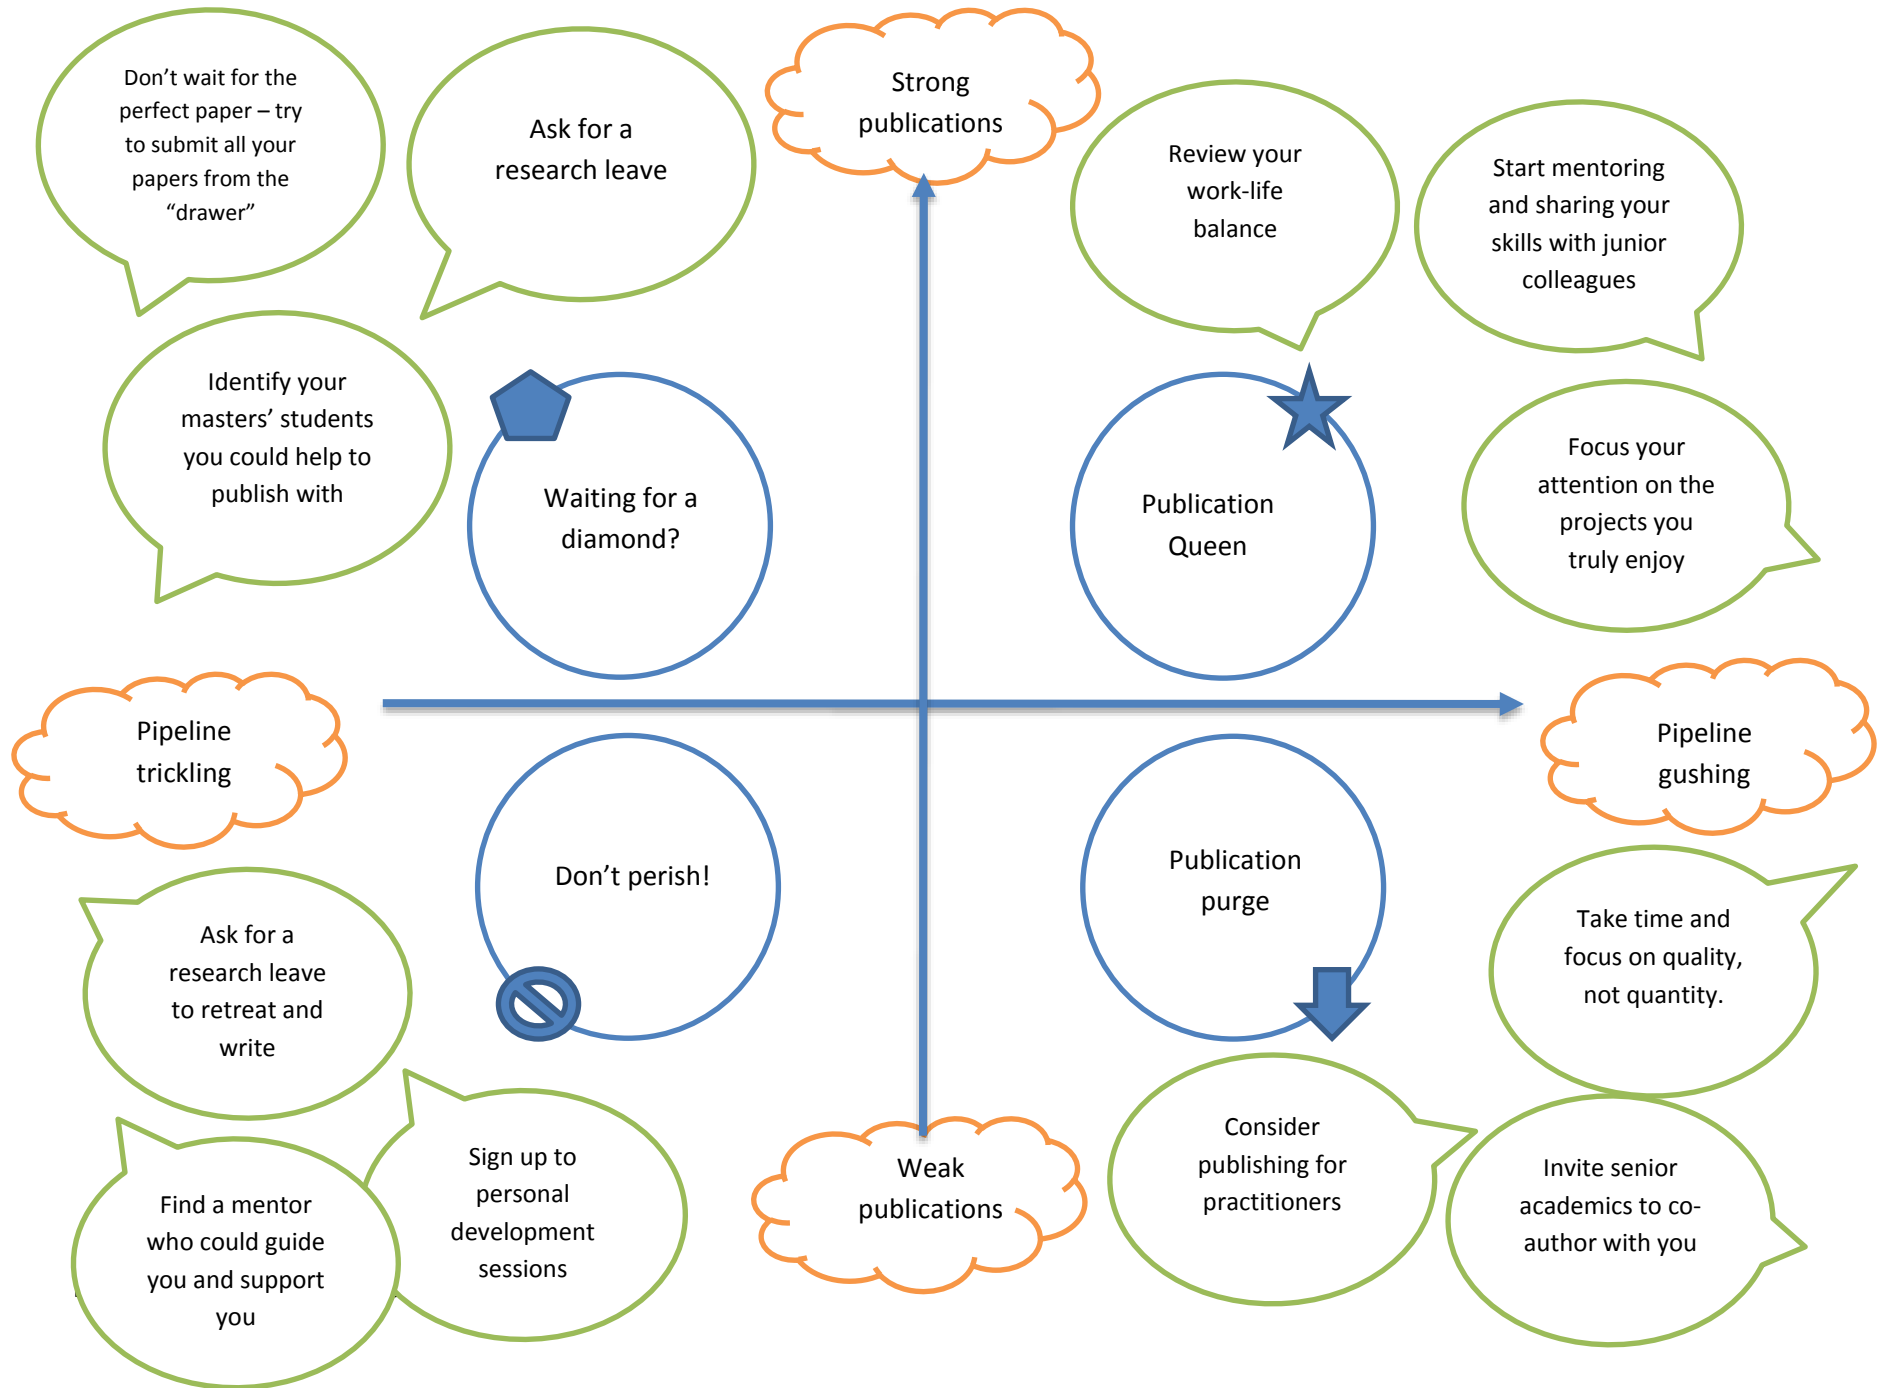 Don’t wait for the
perfect paper – try
to submit all your
papers from the
“drawer”
Ask for a
research leave
Strong
publications
Review your
work-life
balance
Start mentoring
and sharing your
skills with junior
colleagues
Identify your
masters’ students
you could help to
publish with
Waiting for a
diamond?
Publication
Queen
Focus your
attention on the
projects you
truly enjoy
Pipeline
trickling
Pipeline
gushing
Don’t perish!
Publication
purge
Ask for a
research leave
to retreat and
write
Take time and
focus on quality,
not quantity.
Find a mentor
who could guide
you and support
you
Sign up to
personal
development
sessions
Weak
publications
Consider
publishing for
practitioners
Invite senior
academics to co-
author with you